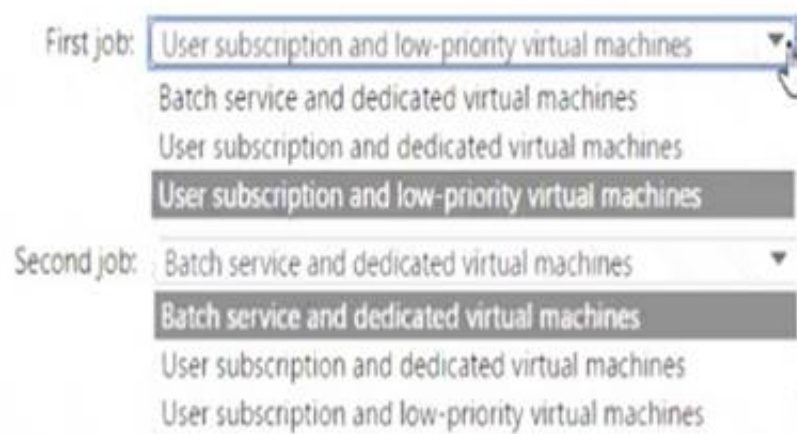 First job: User subscription and low-priority virtual machines
Batch service and dedicated virtual machines
User subscription and dedicated virtual machines
User subscription and low-priority virtual machines
Second job: Batch service and dedicated virtual machines
Batch service and dedicated virtual machines
User subscription and dedicated virtual machines
User subscription and low-priority virtual machines